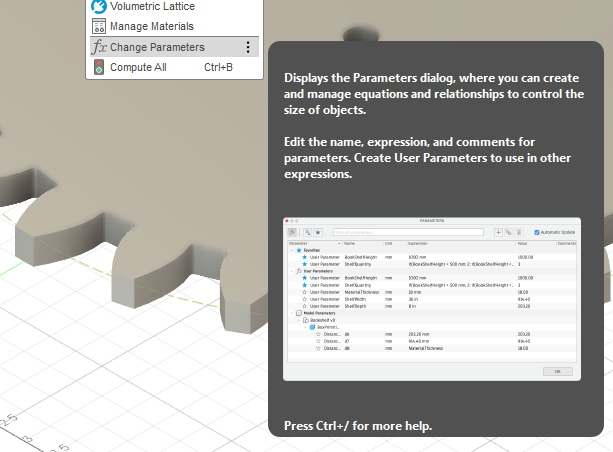 Volumetric Lattice
Manage Materials
fx Change Parameters
Compute All Ctrl+B
Displays the Parameters dialog, where you can create
and manage equations and relationships to control the
size of objects.
Edit the name, expression, and comments for
parameters. Create User Parameters to use in other
expressions.
PARAMETERS
Automatic Update
Parameter Name Unit Expression Value Comments
Favorites
User Parameter BookShelfHeight mm 1000 mm 1000.00
User Parameter ShelfQuantity if(BookShelfHeight < 500 mm; 2; if(BookShelfHeight <... 3
User Parameters
User Parameter BookShelfHeight mm 1000 mm 1000.00
User Parameter ShelfQuantity if(BookShelfHeight < 500 mm; 2; if(BookShelfHeight <... 3
User Parameter MaterialThickness mm 18 mm 18.00
User Parameter ShelfWidth mm 36 in 914.40
User Parameter ShelfDepth mm 8 in 203.20
Model Parameters
Bookshelf v3
BoxPrimiti...
Distanc... d6 mm 203.20 mm 203.20
Distanc... d7 mm 914.40 mm 914.40
Distanc... d8 mm MaterialThickness 18.00
OK
Press Ctrl+/ for more help.